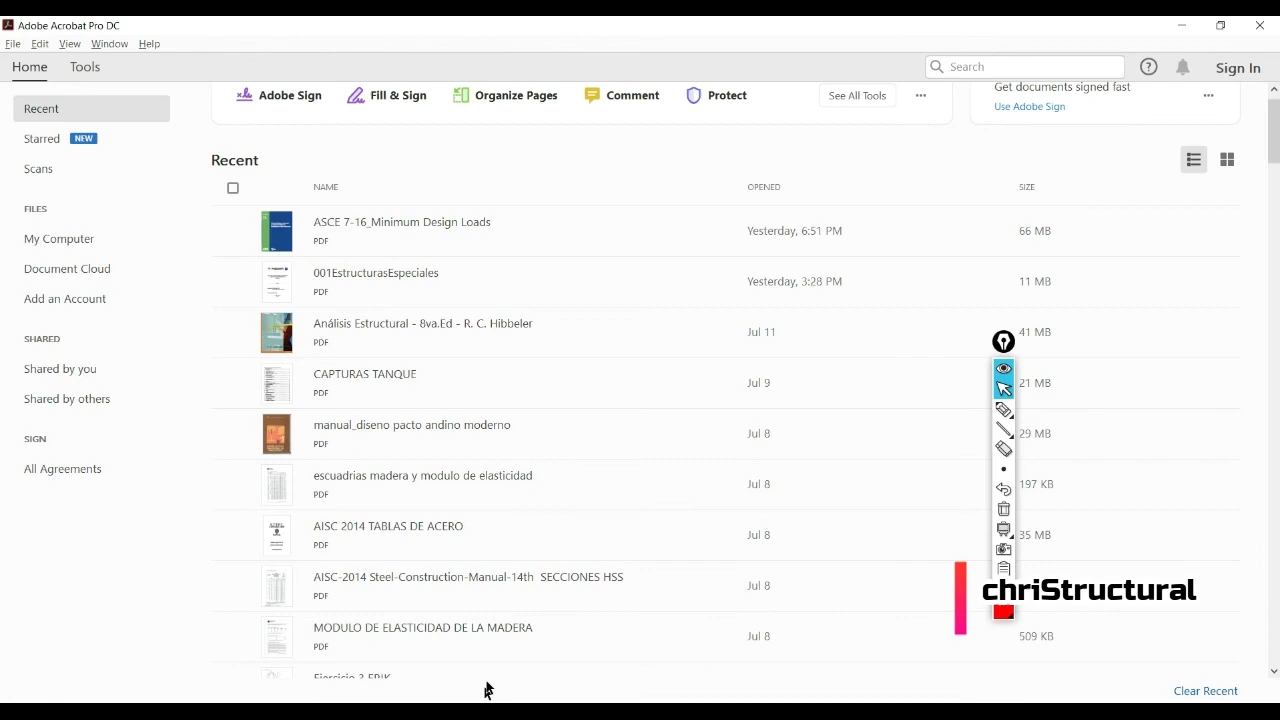 Adobe Acrobat Pro DC
File Edit View Window Help
Home Tools Search Sign In
Adobe Sign Fill & Sign Organize Pages Comment Protect See All Tools
Get documents signed fast
Use Adobe Sign
Recent
Starred NEW
Scans
FILES
My Computer
Document Cloud
Add an Account
SHARED
Shared by you
Shared by others
SIGN
All Agreements
Recent
NAME OPENED SIZE
ASCE 7-16_Minimum Design Loads Yesterday, 6:51 PM 66 MB
PDF
001EstructurasEspeciales Yesterday, 3:28 PM 11 MB
PDF
Análisis Estructural - 8va.Ed - R. C. Hibbeler Jul 11 41 MB
PDF
CAPTURAS TANQUE Jul 9 21 MB
PDF
manual_diseno pacto andino moderno Jul 8 29 MB
PDF
escuadrias madera y modulo de elasticidad Jul 8 197 KB
PDF
AISC 2014 TABLAS DE ACERO Jul 8 35 MB
PDF
AISC-2014 Steel-Construction-Manual-14th SECCIONES HSS Jul 8
PDF
MODULO DE ELASTICIDAD DE LA MADERA Jul 8 509 KB
PDF
Ejercicio 3 ERIK
chriStructural
Clear Recent